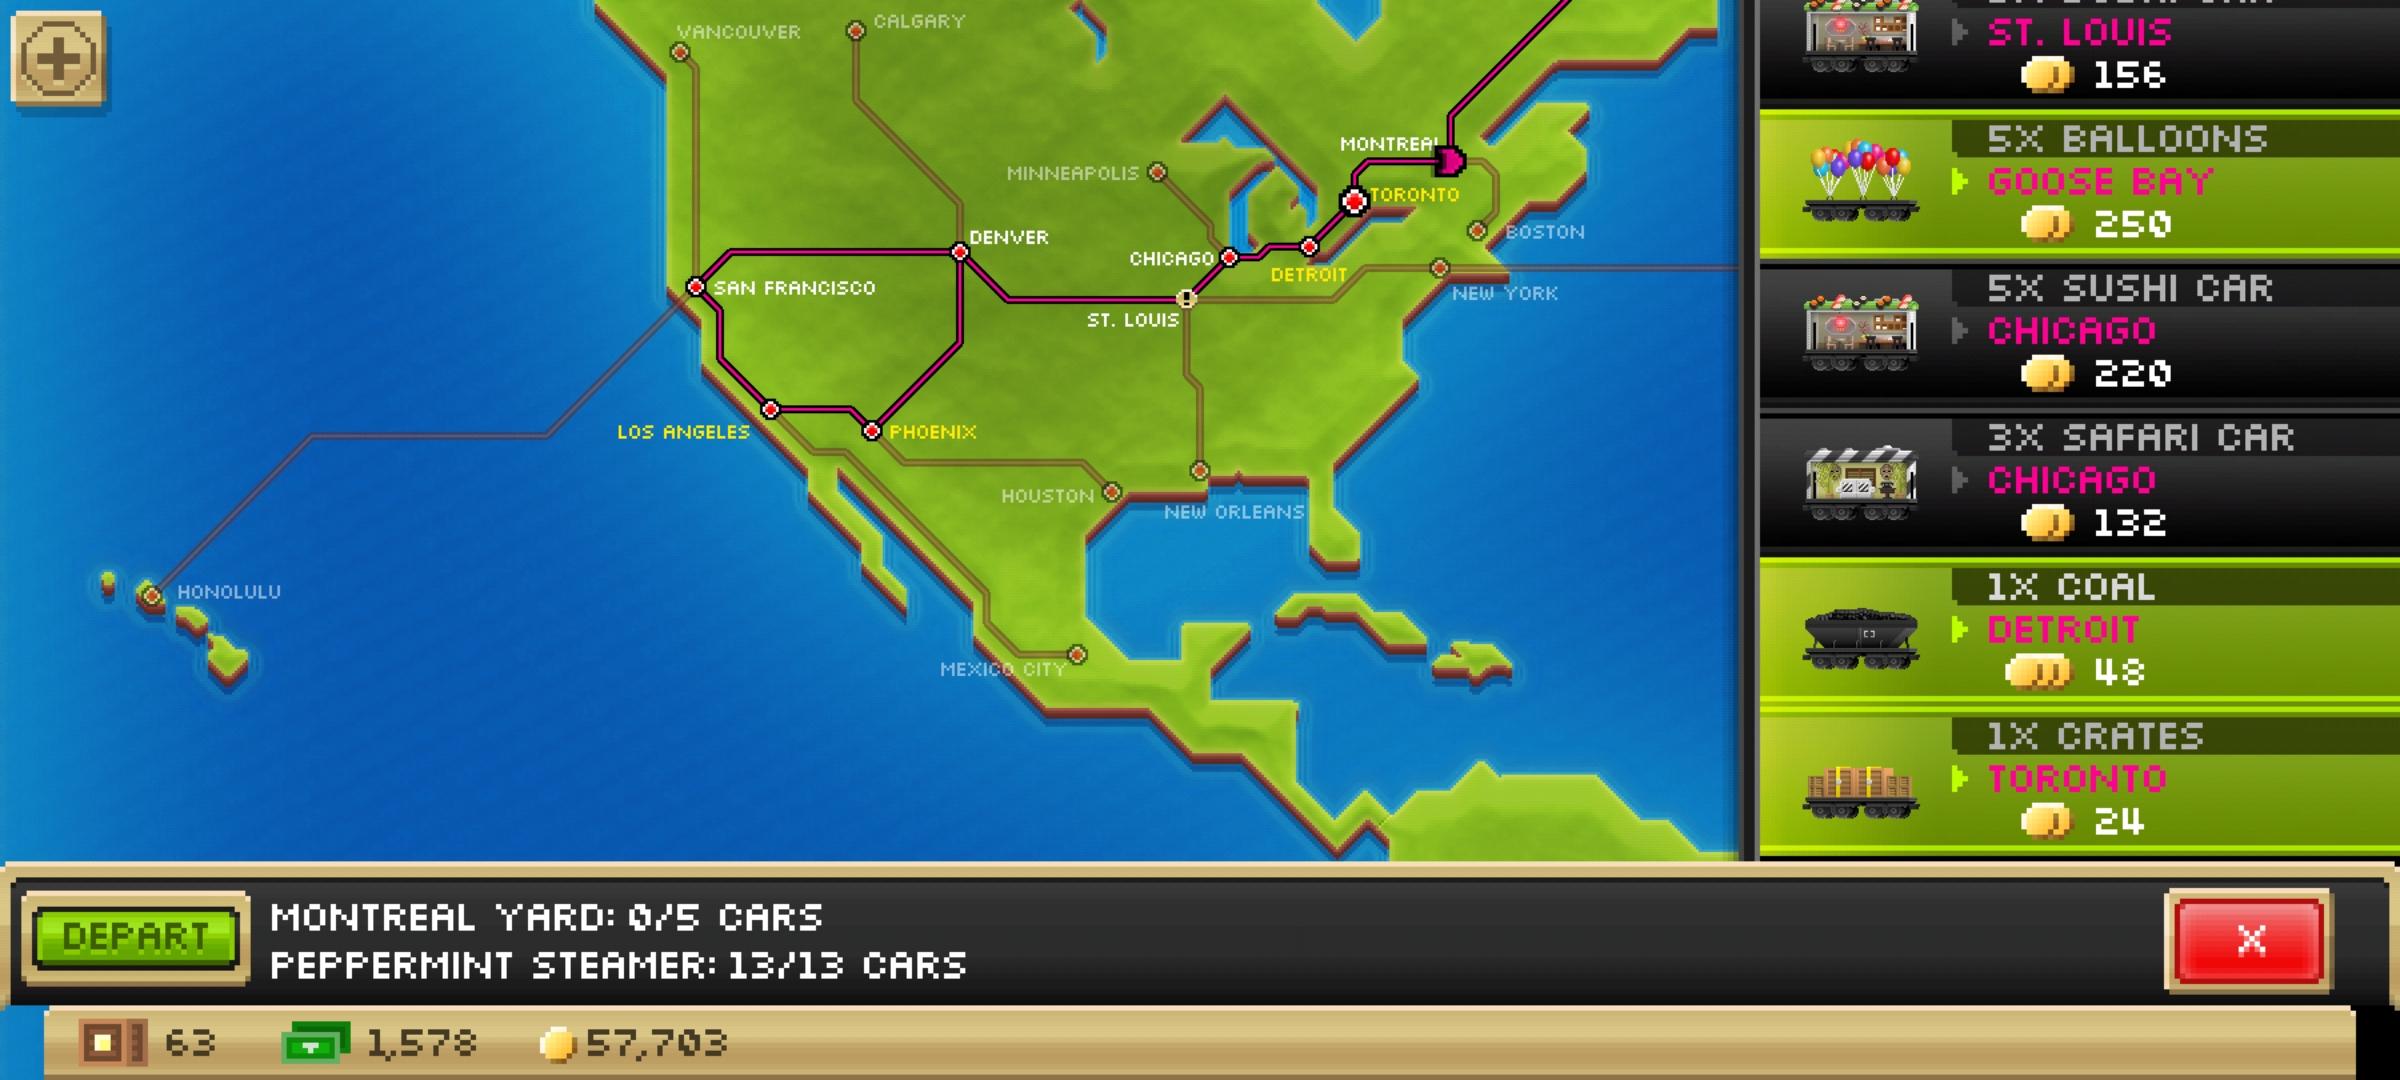 VANCOUVER
CALGARY
MONTREAL
MINNEAPOLIS
TORONTO
DENVER
BOSTON
CHICAGO
DETROIT
SAN FRANCISCO
NEW YORK
ST. LOUIS
LOS ANGELES
PHOENIX
HOUSTON
NEW ORLEANS
HONOLULU
MEXICO CITY
ST. LOUIS
156
5X BALLOONS
GOOSE BAY
250
5X SUSHI CAR
CHICAGO
220
3X SAFARI CAR
CHICAGO
132
1X COAL
DETROIT
48
1X CRATES
TORONTO
24
DEPART
MONTREAL YARD: 0/5 CARS
PEPPERMINT STEAMER: 13/13 CARS
X
63
1,578
57,703